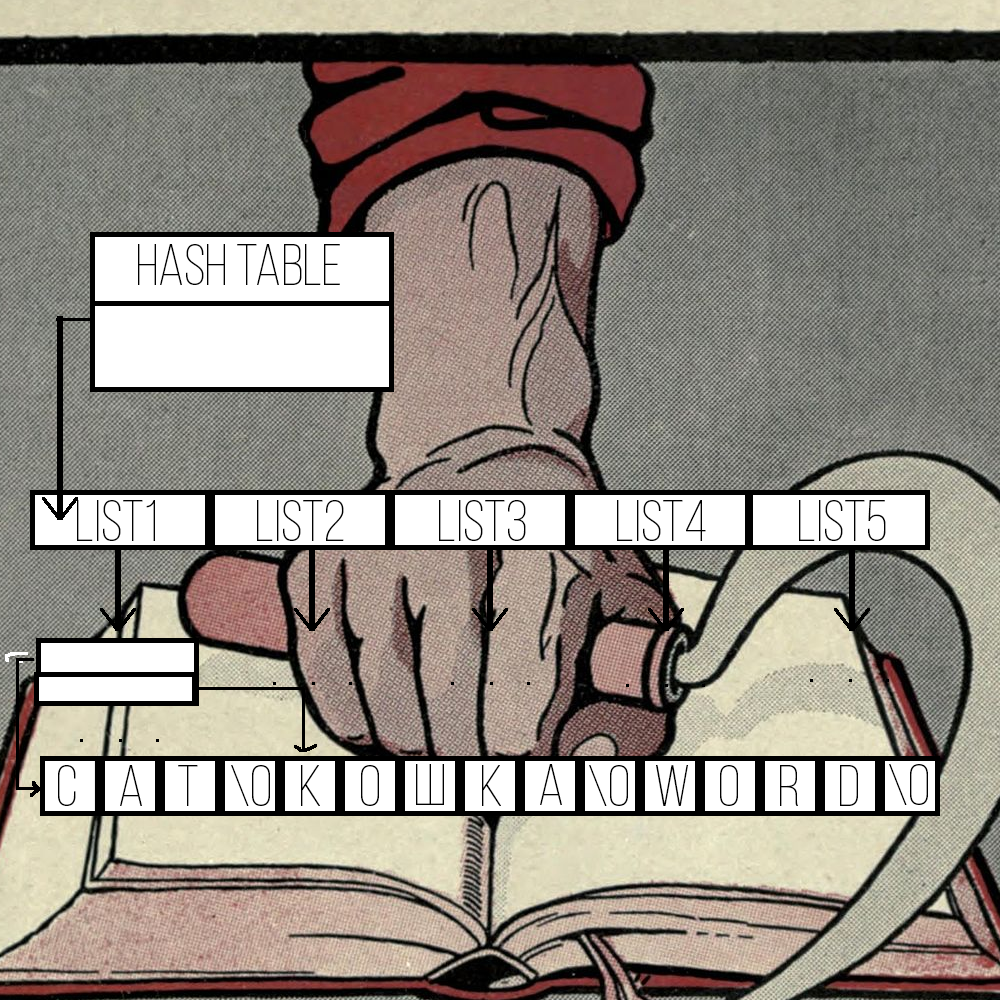 HASH TABLE
LIST1 LIST2 LIST3 LIST4 LIST5
C A T \0 К О Ш К А \0 W O R D \0